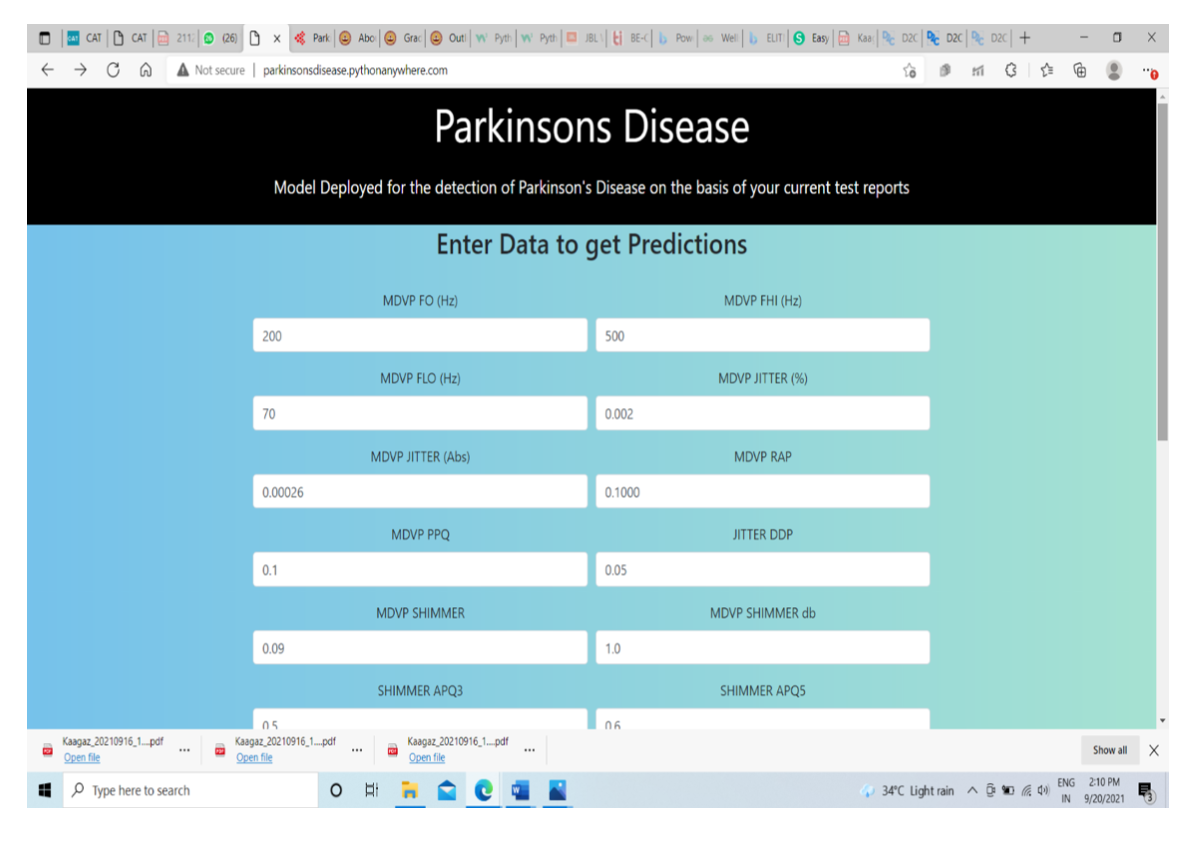 CAT CAT 211: (26) Park Abo Grac Outl Pyth Pyth JBL BE-( Pow Wel ELIT Easy Kaa D2C D2C D2C
Not secure | parkinsonsdisease.pythonanywhere.com
Parkinsons Disease
Model Deployed for the detection of Parkinson's Disease on the basis of your current test reports
Enter Data to get Predictions
MDVP FO (Hz) MDVP FHI (Hz)
200 500
MDVP FLO (Hz) MDVP JITTER (%)
70 0.002
MDVP JITTER (Abs) MDVP RAP
0.00026 0.1000
MDVP PPQ JITTER DDP
0.1 0.05
MDVP SHIMMER MDVP SHIMMER db
0.09 1.0
SHIMMER APQ3 SHIMMER APQ5
0.5 0.6
Kaagaz_20210916_1....pdf Kaagaz_20210916_1....pdf Kaagaz_20210916_1....pdf
Open file Open file Open file Show all
Type here to search 34°C Light rain ENG 2:10 PM
IN 9/20/2021 3